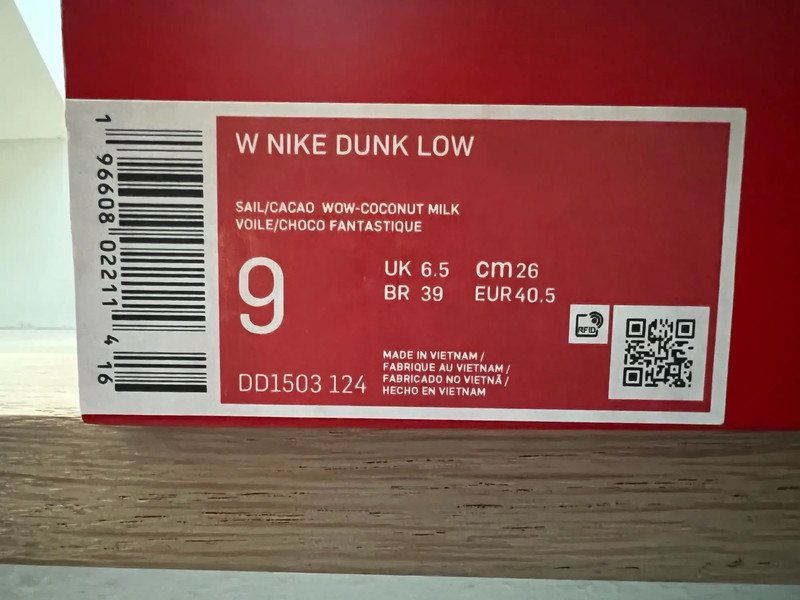 1 96608 02211 4 16
W NIKE DUNK LOW
SAIL/CACAO WOW-COCONUT MILK
VOILE/CHOCO FANTASTIQUE
9
UK 6.5 cm 26
BR 39 EUR 40.5
RFID
DD1503 124
MADE IN VIETNAM /
FABRIQUE AU VIETNAM /
FABRICADO NO VIETNÃ /
HECHO EN VIETNAM